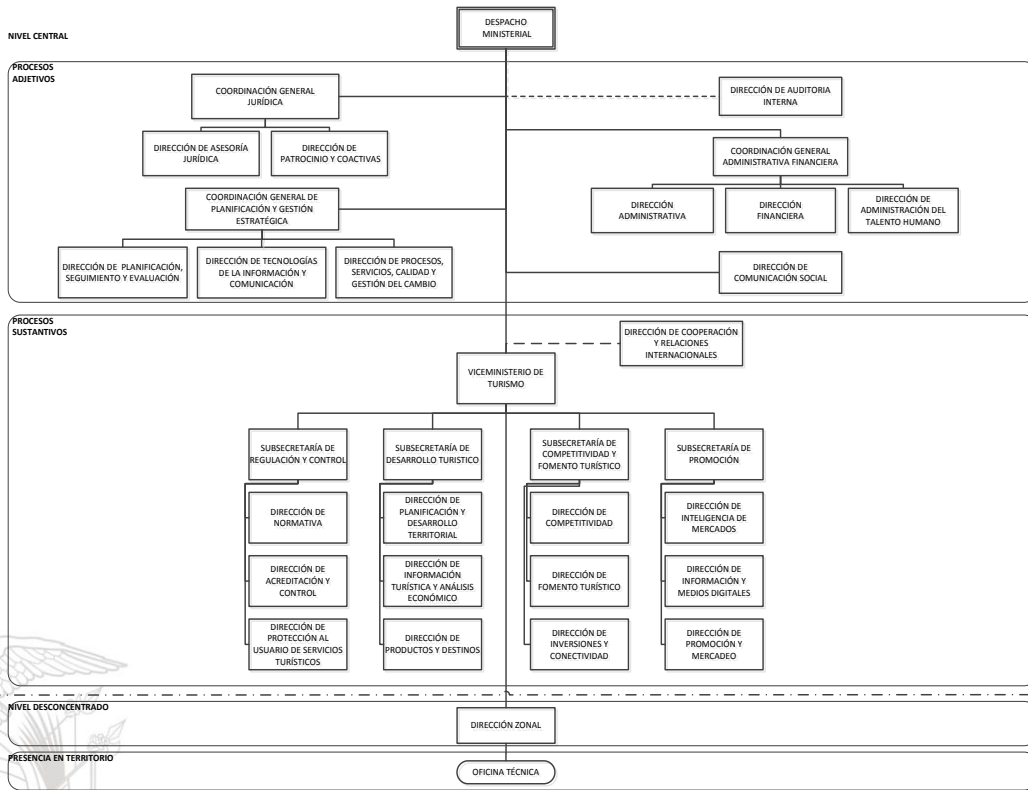 DESPACHO
MINISTERIAL
NIVEL CENTRAL
PROCESOS
ADJETIVOS
COORDINACIÓN GENERAL
JURÍDICA
DIRECCIÓN DE AUDITORIA
INTERNA
DIRECCIÓN DE ASESORÍA
JURÍDICA
DIRECCIÓN DE
PATROCINIO Y COACTIVAS
COORDINACIÓN GENERAL
ADMINISTRATIVA FINANCIERA
COORDINACIÓN GENERAL DE
PLANIFICACIÓN Y GESTIÓN
ESTRATÉGICA
DIRECCIÓN
ADMINISTRATIVA
DIRECCIÓN
FINANCIERA
DIRECCIÓN DE
ADMINISTRACIÓN DEL
TALENTO HUMANO
DIRECCIÓN DE PLANIFICACIÓN,
SEGUIMIENTO Y EVALUACIÓN
DIRECCIÓN DE TECNOLOGÍAS
DE LA INFORMACIÓN Y
COMUNICACIÓN
DIRECCIÓN DE PROCESOS,
SERVICIOS, CALIDAD Y
GESTIÓN DEL CAMBIO
DIRECCIÓN DE
COMUNICACIÓN SOCIAL
PROCESOS
SUSTANTIVOS
DIRECCIÓN DE COOPERACIÓN
Y RELACIONES
INTERNACIONALES
VICEMINISTERIO DE
TURISMO
SUBSECRETARÍA DE
REGULACIÓN Y CONTROL
SUBSECRETARÍA DE
DESARROLLO TURISTICO
SUBSECRETARÍA DE
COMPETITIVIDAD Y
FOMENTO TURÍSTICO
SUBSECRETARÍA DE
PROMOCIÓN
DIRECCIÓN DE
NORMATIVA
DIRECCIÓN DE
PLANIFICACIÓN Y
DESARROLLO
TERRITORIAL
DIRECCIÓN DE
COMPETITIVIDAD
DIRECCIÓN DE
INTELIGENCIA DE
MERCADOS
DIRECCIÓN DE
ACREDITACIÓN Y
CONTROL
DIRECCIÓN DE
INFORMACIÓN
TURÍSTICA Y ANÁLISIS
ECONÓMICO
DIRECCIÓN DE
FOMENTO TURÍSTICO
DIRECCIÓN DE
INFORMACIÓN Y
MEDIOS DIGITALES
DIRECCIÓN DE
PROTECCIÓN AL
USUARIO DE SERVICIOS
TURÍSTICOS
DIRECCIÓN DE
PRODUCTOS Y DESTINOS
DIRECCIÓN DE
INVERSIONES Y
CONECTIVIDAD
DIRECCIÓN DE
PROMOCIÓN Y
MERCADEO
NIVEL DESCONCENTRADO
DIRECCIÓN ZONAL
PRESENCIA EN TERRITORIO
OFICINA TÉCNICA